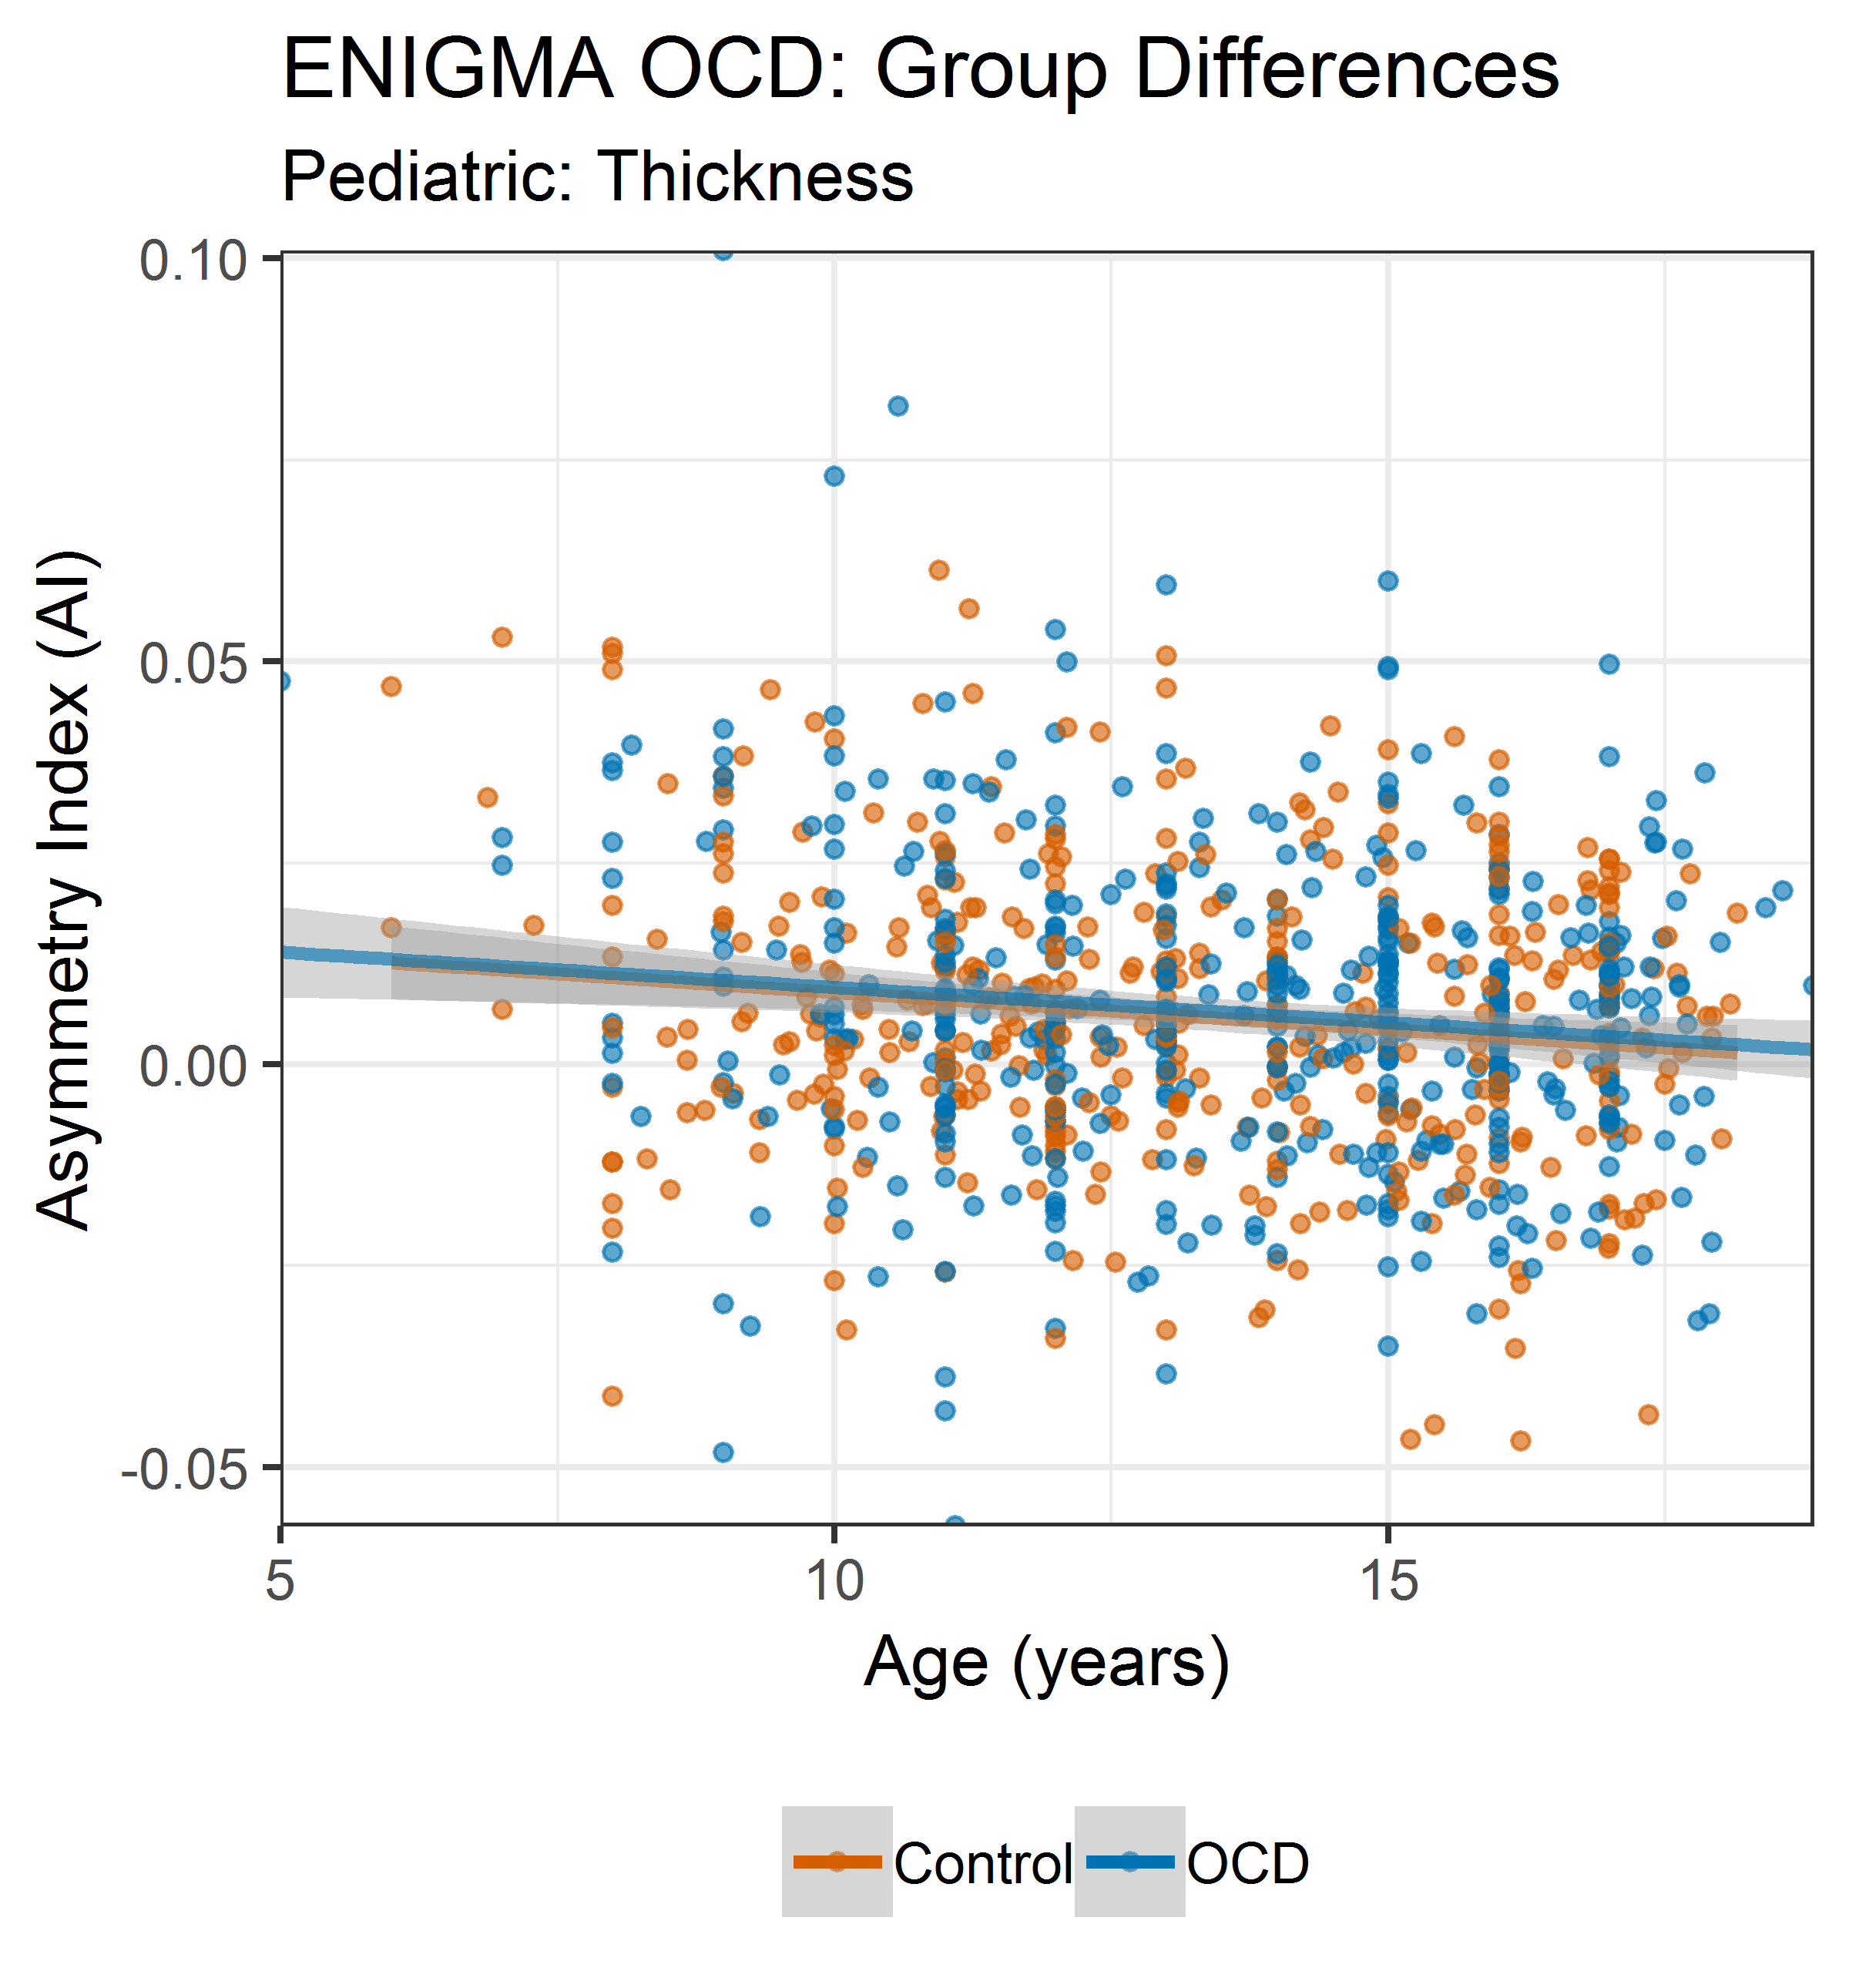 ENIGMA OCD: Group Differences
Pediatric: Thickness
0.10
0.05
0.00
-0.05
Asymmetry Index (AI)
5 10 15
Age (years)
Control OCD